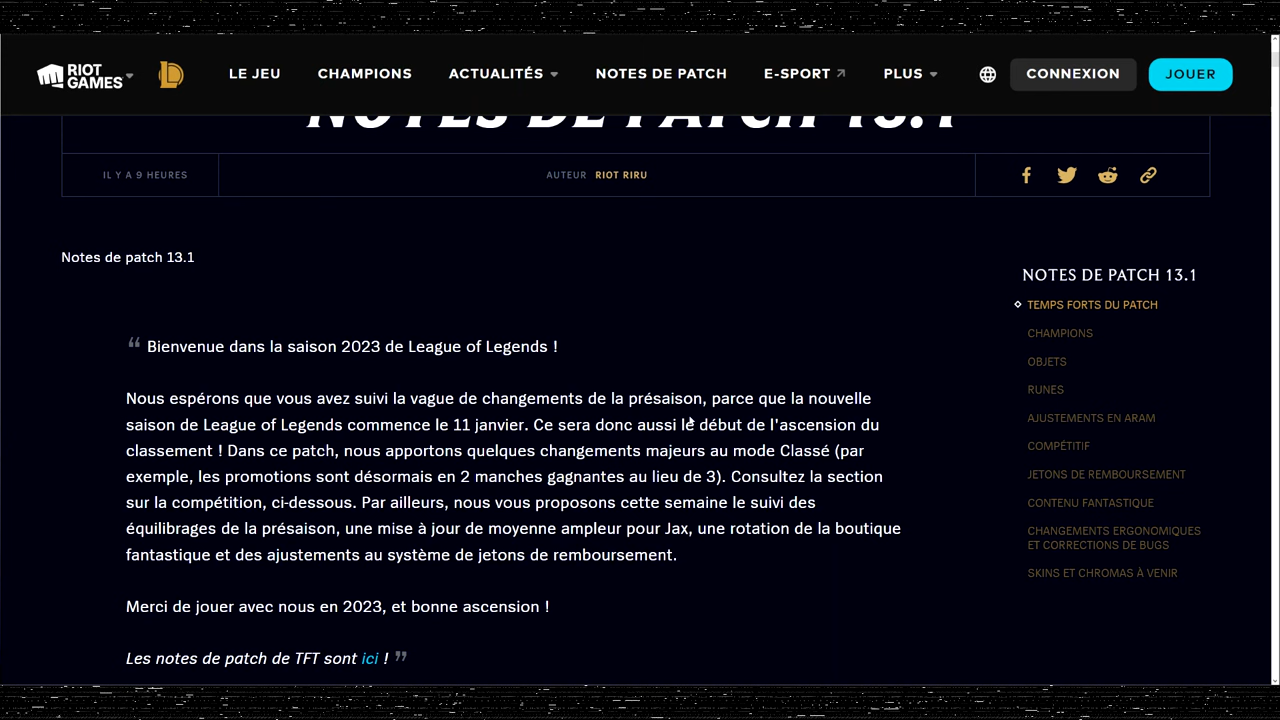 RIOT GAMES
LE JEU
CHAMPIONS
ACTUALITÉS
NOTES DE PATCH
E-SPORT
PLUS
CONNEXION
JOUER
NOTES DE PATCH 13.1
IL Y A 9 HEURES
AUTEUR RIOT RIRU
Notes de patch 13.1
“ Bienvenue dans la saison 2023 de League of Legends !
Nous espérons que vous avez suivi la vague de changements de la présaison, parce que la nouvelle
saison de League of Legends commence le 11 janvier. Ce sera donc aussi le début de l'ascension du
classement ! Dans ce patch, nous apportons quelques changements majeurs au mode Classé (par
exemple, les promotions sont désormais en 2 manches gagnantes au lieu de 3). Consultez la section
sur la compétition, ci-dessous. Par ailleurs, nous vous proposons cette semaine le suivi des
équilibrages de la présaison, une mise à jour de moyenne ampleur pour Jax, une rotation de la boutique
fantastique et des ajustements au système de jetons de remboursement.
Merci de jouer avec nous en 2023, et bonne ascension !
Les notes de patch de TFT sont ici ! ”
NOTES DE PATCH 13.1
TEMPS FORTS DU PATCH
CHAMPIONS
OBJETS
RUNES
AJUSTEMENTS EN ARAM
COMPÉTITIF
JETONS DE REMBOURSEMENT
CONTENU FANTASTIQUE
CHANGEMENTS ERGONOMIQUES
ET CORRECTIONS DE BUGS
SKINS ET CHROMAS À VENIR